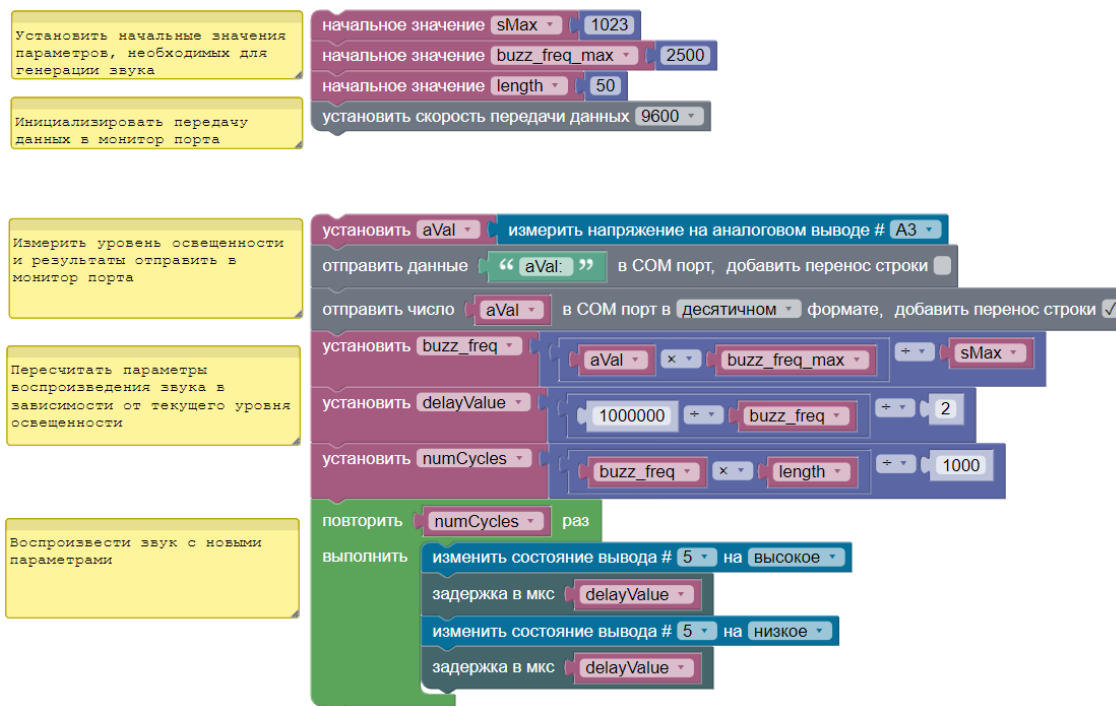 Установить начальные значения
параметров, необходимых для
генерации звука
начальное значение sMax 1023
начальное значение buzz_freq_max 2500
начальное значение length 50
Инициализировать передачу
данных в монитор порта
установить скорость передачи данных 9600
Измерить уровень освещенности
и результаты отправить в
монитор порта
установить aVal измерить напряжение на аналоговом выводе # A3
отправить данные “ aVal: ” в COM порт, добавить перенос строки
отправить число aVal в COM порт в десятичном формате, добавить перенос строки
Пересчитать параметры
воспроизведения звука в
зависимости от текущего уровня
освещенности
установить buzz_freq aVal × buzz_freq_max ÷ sMax
установить delayValue 1000000 ÷ buzz_freq ÷ 2
установить numCycles buzz_freq × length ÷ 1000
Воспроизвести звук с новыми
параметрами
повторить numCycles раз
выполнить изменить состояние вывода # 5 на высокое
задержка в мкс delayValue
изменить состояние вывода # 5 на низкое
задержка в мкс delayValue